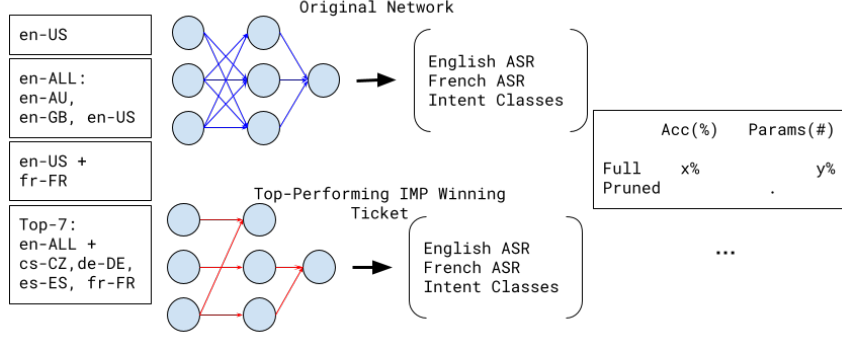 Original Network
en-US
en-ALL:
en-AU,
en-GB, en-US
en-US +
fr-FR
Top-7:
en-ALL +
cs-CZ,de-DE,
es-ES, fr-FR
English ASR
French ASR
Intent Classes
Top-Performing IMP Winning
Ticket
English ASR
French ASR
Intent Classes
Acc(%) Params(#)
Full x% y%
Pruned .
...